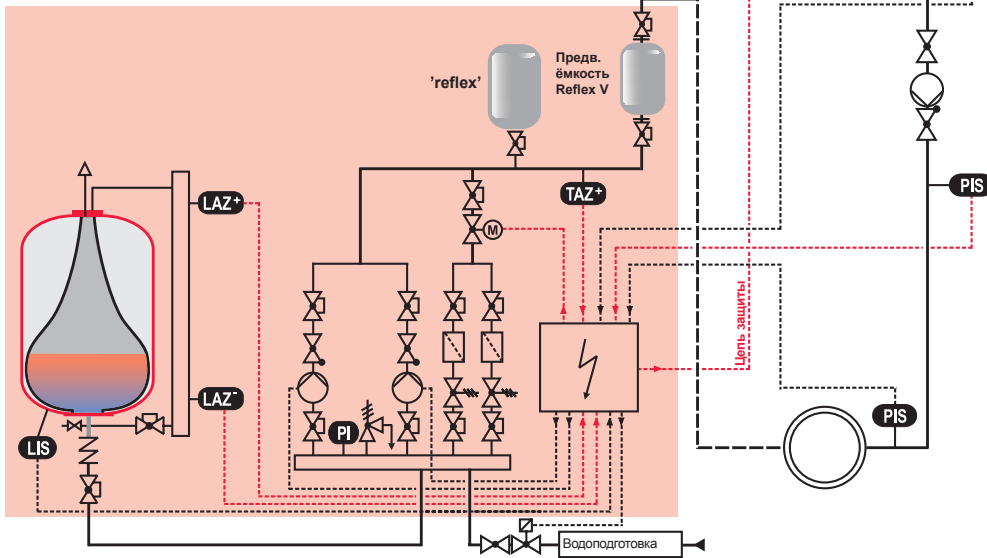 'reflex'
Предв.
ёмкость
Reflex V
PIS
LAZ+
TAZ+
M
Цепь защиты
LAZ-
PI
PIS
LIS
Водоподготовка